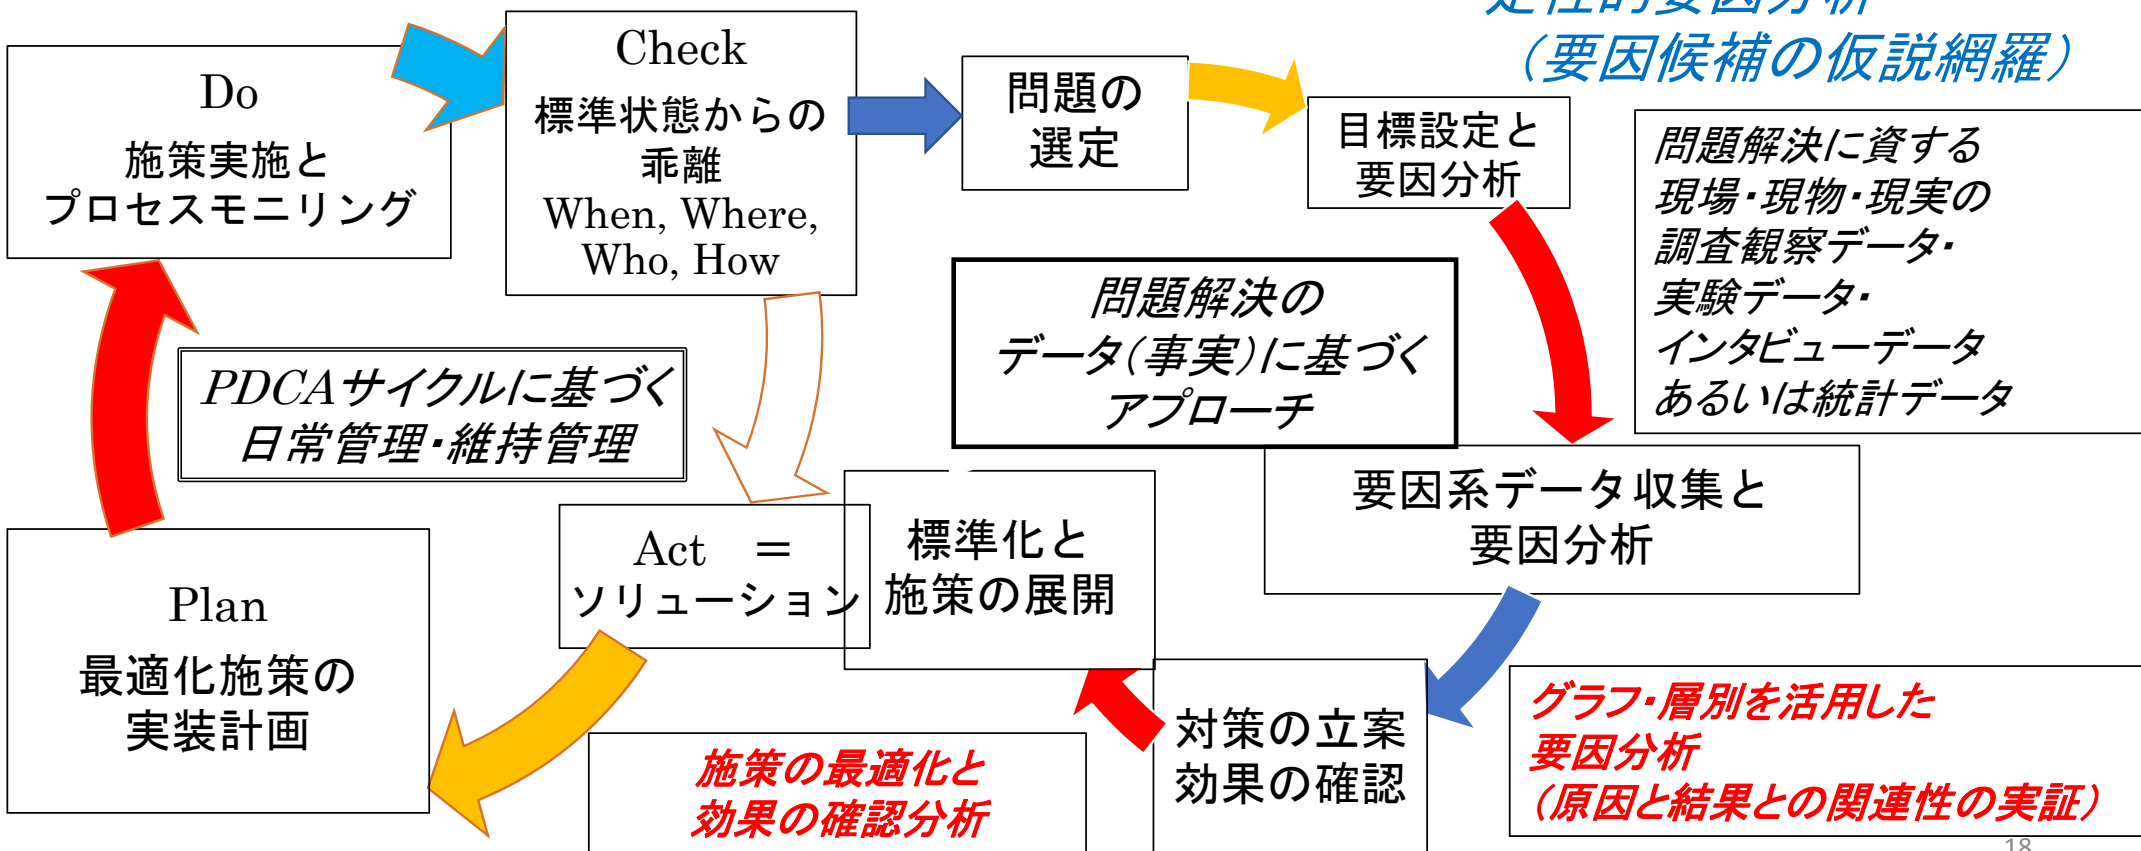 定性的要因分析
（要因候補の仮説網羅）
Do
施策実施と
プロセスモニリング
Check
標準状態からの
乖離
When, Where,
Who, How
問題の
選定
目標設定と
要因分析
問題解決に資する
現場・現物・現実の
調査観察データ・
実験データ・
インタビューデータ
あるいは統計データ
問題解決の
データ（事実）に基づく
アプローチ
PDCAサイクルに基づく
日常管理・維持管理
要因系データ収集と
要因分析
Act ＝
ソリューション
標準化と
施策の展開
Plan
最適化施策の
実装計画
対策の立案
効果の確認
グラフ・層別を活用した
要因分析
（原因と結果との関連性の実証）
施策の最適化と
効果の確認分析
18